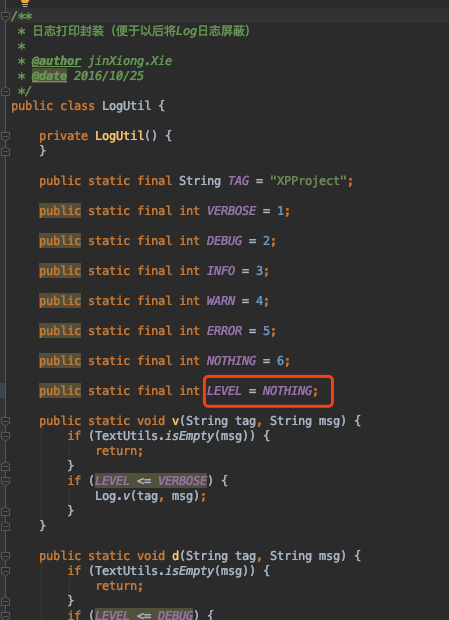 /**
 * 日志打印封装（便于以后将Log日志屏蔽）
 *
 * @author jinXiong.Xie
 * @date 2016/10/25
 */
public class LogUtil {
    private LogUtil() {
    }
    public static final String TAG = "XPProject";
    public static final int VERBOSE = 1;
    public static final int DEBUG = 2;
    public static final int INFO = 3;
    public static final int WARN = 4;
    public static final int ERROR = 5;
    public static final int NOTHING = 6;
    public static final int LEVEL = NOTHING;
    public static void v(String tag, String msg) {
        if (TextUtils.isEmpty(msg)) {
            return;
        }
        if (LEVEL <= VERBOSE) {
            Log.v(tag, msg);
        }
    }
    public static void d(String tag, String msg) {
        if (TextUtils.isEmpty(msg)) {
            return;
        }
        if (LEVEL <= DEBUG) {